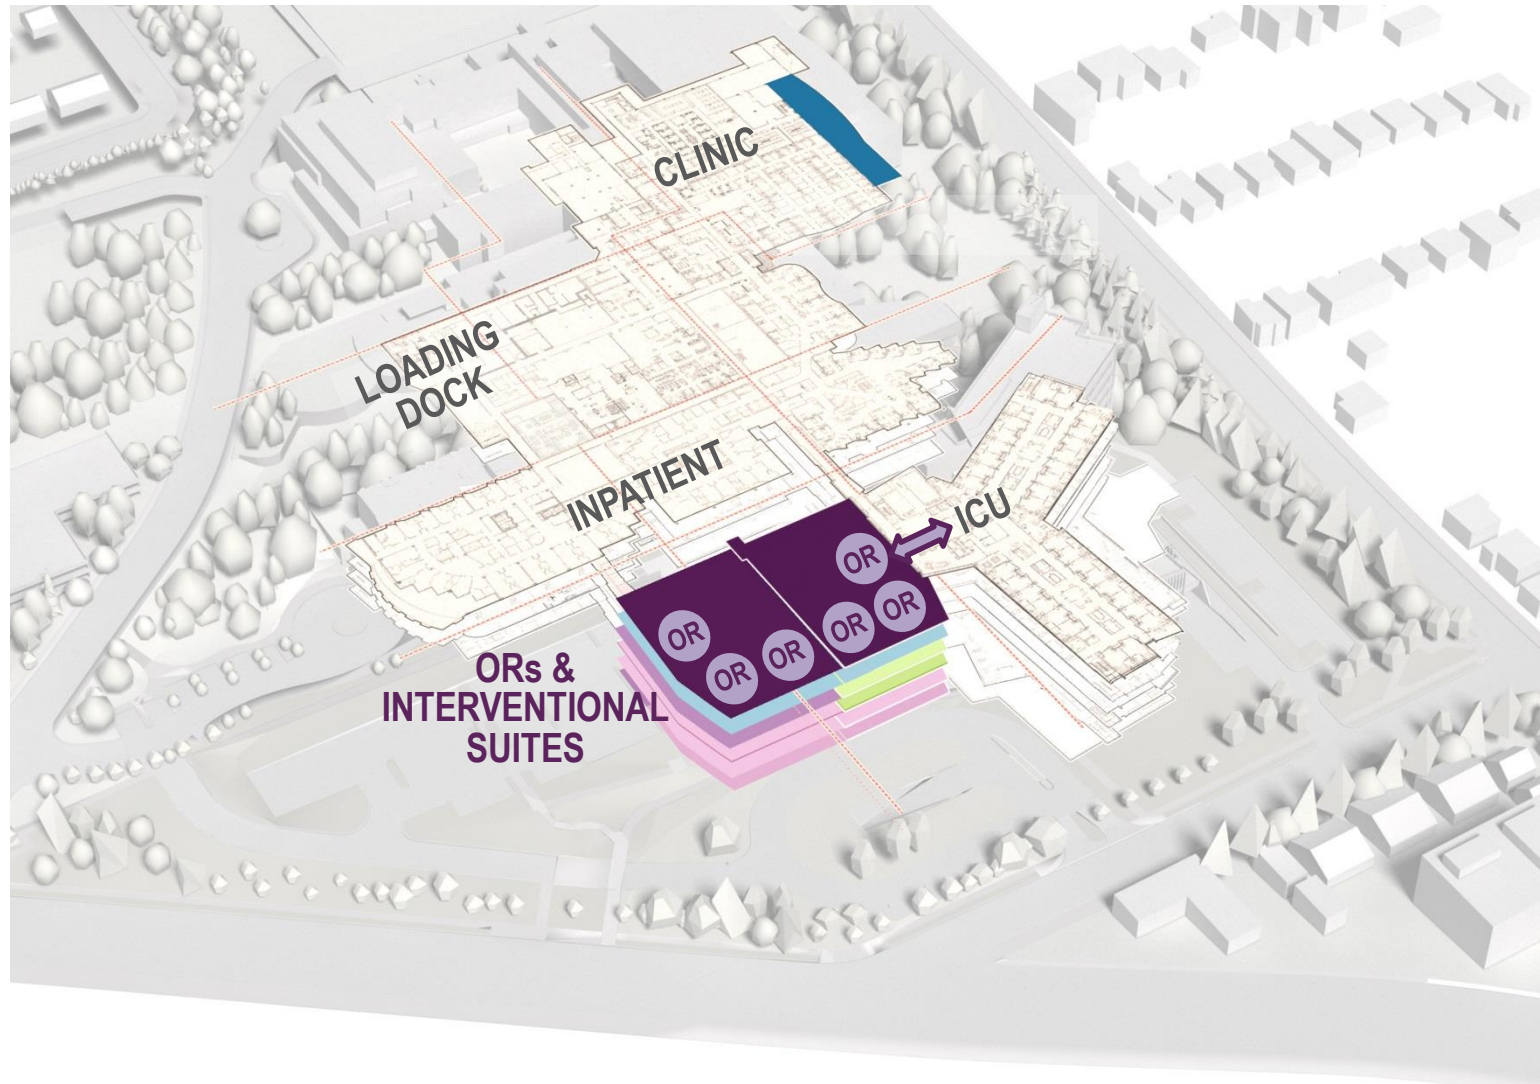 CLINIC
LOADING
DOCK
INPATIENT
ICU
OR
OR
OR
OR
OR
OR
ORs &
INTERVENTIONAL
SUITES